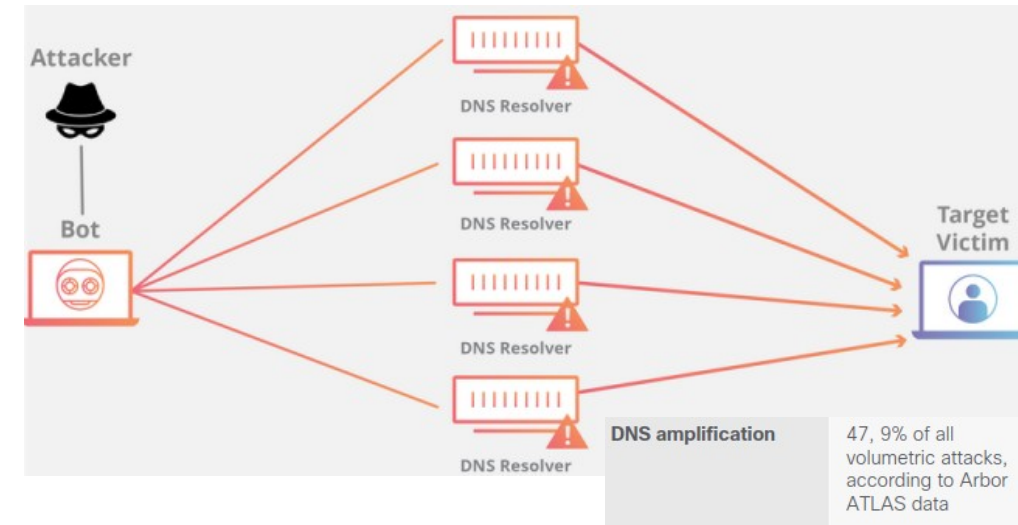 Attacker
Bot
DNS Resolver
DNS Resolver
DNS Resolver
DNS Resolver
Target
Victim
DNS amplification
47, 9% of all
volumetric attacks,
according to Arbor
ATLAS data